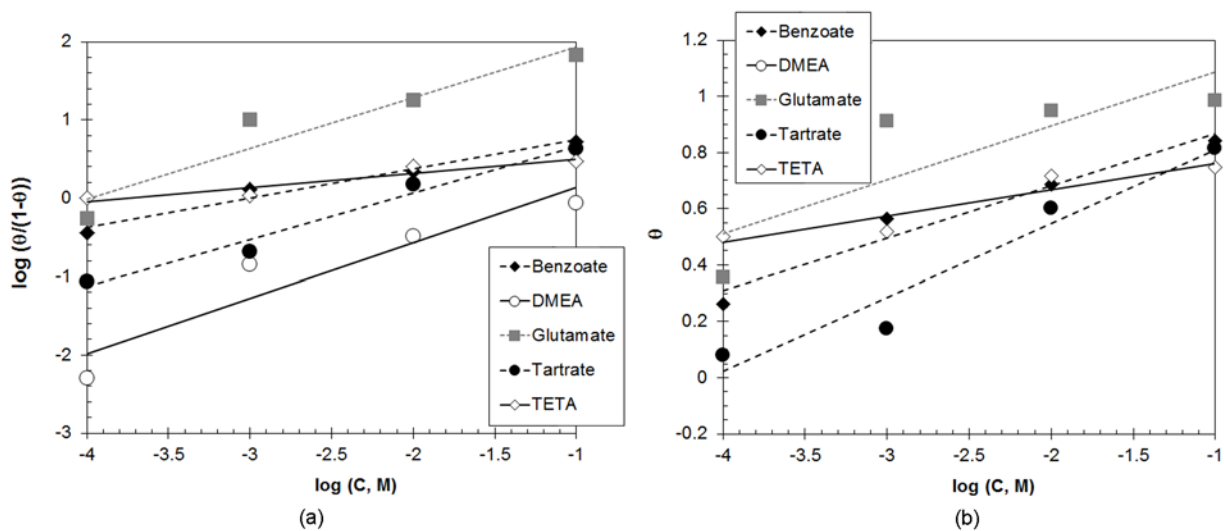 2
1
0
-1
-2
-3
-4
-3.5
-3
-2.5
-2
-1.5
-1
log (θ/(1-θ))
log (C, M)
Benzoate
DMEA
Glutamate
Tartrate
TETA
(a)
1.2
1
0.8
0.6
0.4
0.2
0
-0.2
-4
-3.5
-3
-2.5
-2
-1.5
-1
θ
log (C, M)
Benzoate
DMEA
Glutamate
Tartrate
TETA
(b)